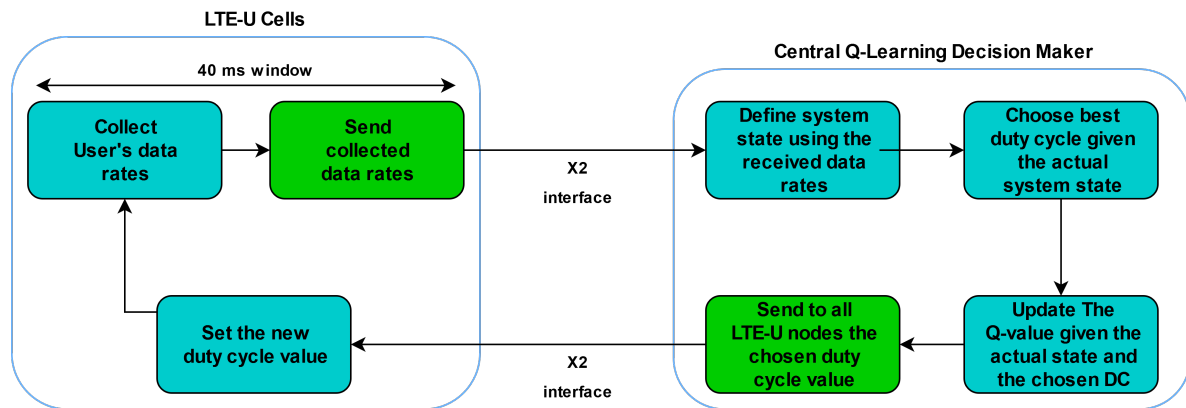 LTE-U Cells
40 ms window
Collect
User's data
rates
Send
collected
data rates
X2
interface
Central Q-Learning Decision Maker
Define system
state using the
received data
rates
Choose best
duty cycle given
the actual
system state
Set the new
duty cycle value
X2
interface
Send to all
LTE-U nodes the
chosen duty
cycle value
Update The
Q-value given the
actual state and
the chosen DC